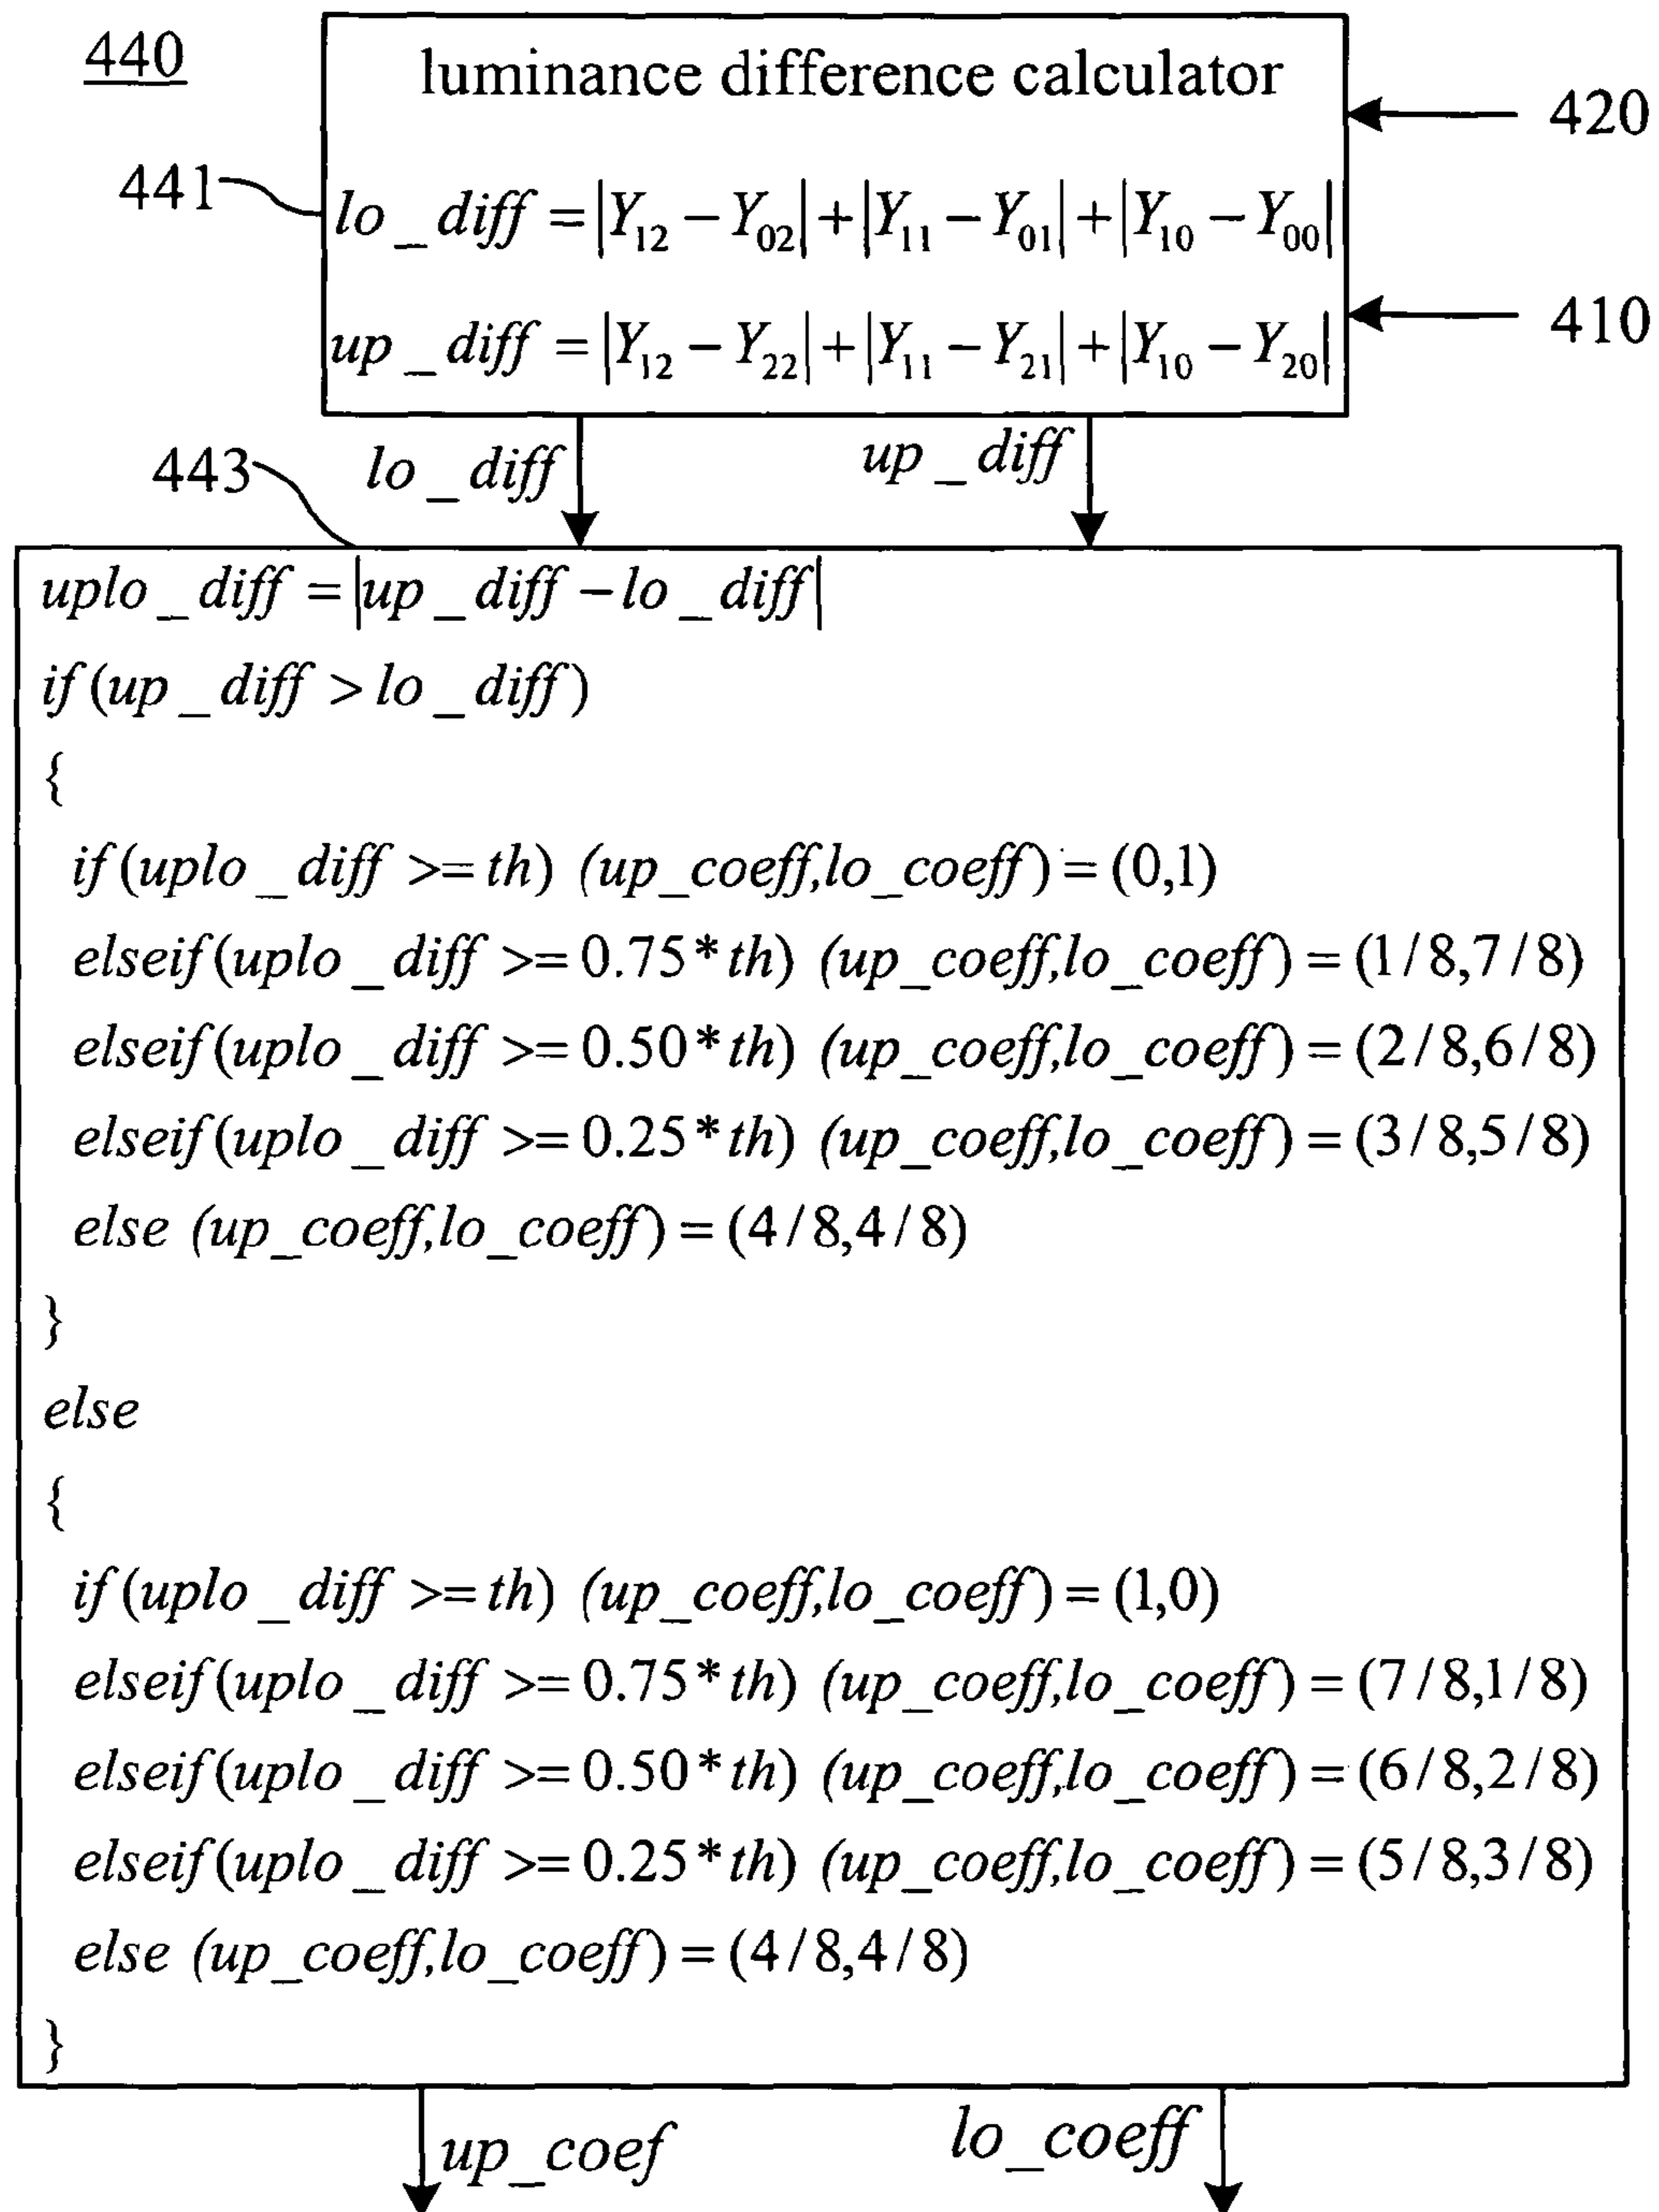 440
luminance difference calculator
420
441
lo_diff = |Y₁₂ − Y₀₂| + |Y₁₁ − Y₀₁| + |Y₁₀ − Y₀₀|
410
up_diff = |Y₁₂ − Y₂₂| + |Y₁₁ − Y₂₁| + |Y₁₀ − Y₂₀|
443
lo_diff
up_diff
uplo_diff = |up_diff − lo_diff|
if (up_diff > lo_diff)
{
if (uplo_diff >= th) (up_coeff,lo_coeff) = (0,1)
elseif (uplo_diff >= 0.75*th) (up_coeff,lo_coeff) = (1/8,7/8)
elseif (uplo_diff >= 0.50*th) (up_coeff,lo_coeff) = (2/8,6/8)
elseif (uplo_diff >= 0.25*th) (up_coeff,lo_coeff) = (3/8,5/8)
else (up_coeff,lo_coeff) = (4/8,4/8)
}
else
{
if (uplo_diff >= th) (up_coeff,lo_coeff) = (1,0)
elseif (uplo_diff >= 0.75*th) (up_coeff,lo_coeff) = (7/8,1/8)
elseif (uplo_diff >= 0.50*th) (up_coeff,lo_coeff) = (6/8,2/8)
elseif (uplo_diff >= 0.25*th) (up_coeff,lo_coeff) = (5/8,3/8)
else (up_coeff,lo_coeff) = (4/8,4/8)
}
up_coef
lo_coeff